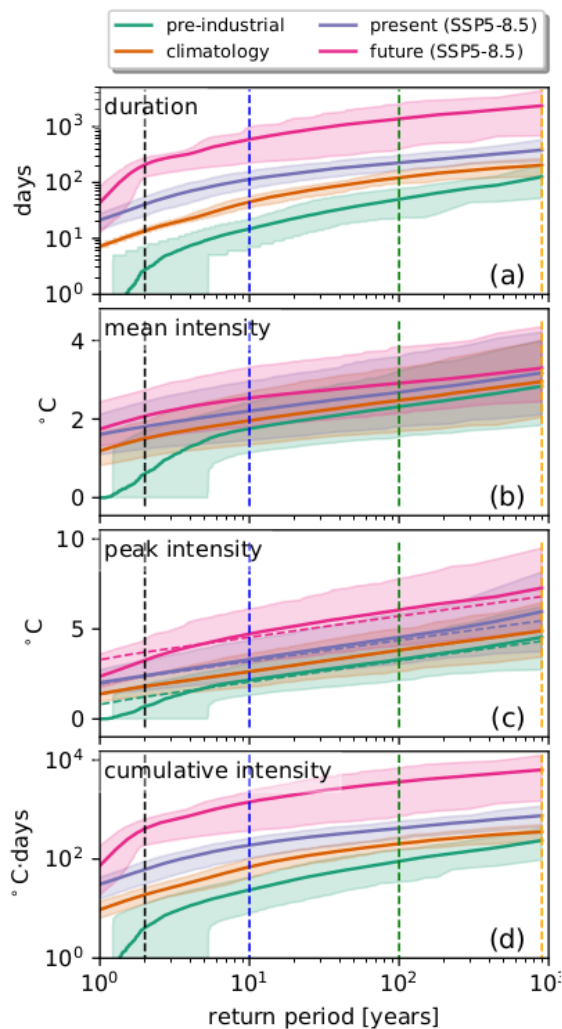 pre-industrial present (SSP5-8.5)
climatology future (SSP5-8.5)
duration
10³
10²
10¹
10⁰
days
(a)
mean intensity
4
2
0
°C
(b)
peak intensity
10
5
0
°C
(c)
cumulative intensity
10⁴
10²
10⁰
°C·days
(d)
10⁰ 10¹ 10² 10³
return period [years]